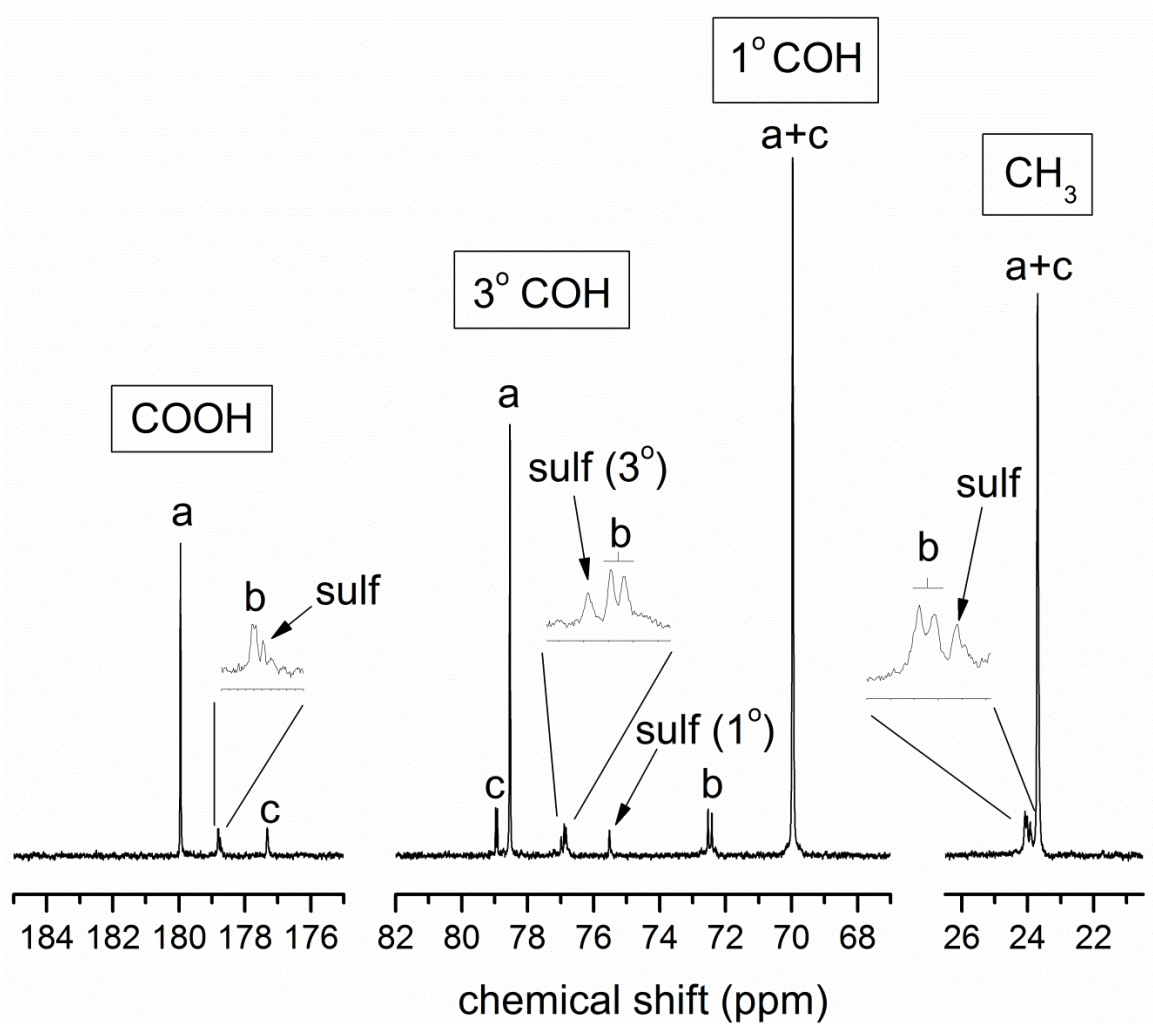 1° COH
a+c
CH₃
a+c
3° COH
a
sulf (3°)
b
sulf
b
COOH
a
b
sulf
sulf (1°)
c
b
c
184 182 180 178 176
82 80 78 76 74 72 70 68
26 24 22
chemical shift (ppm)